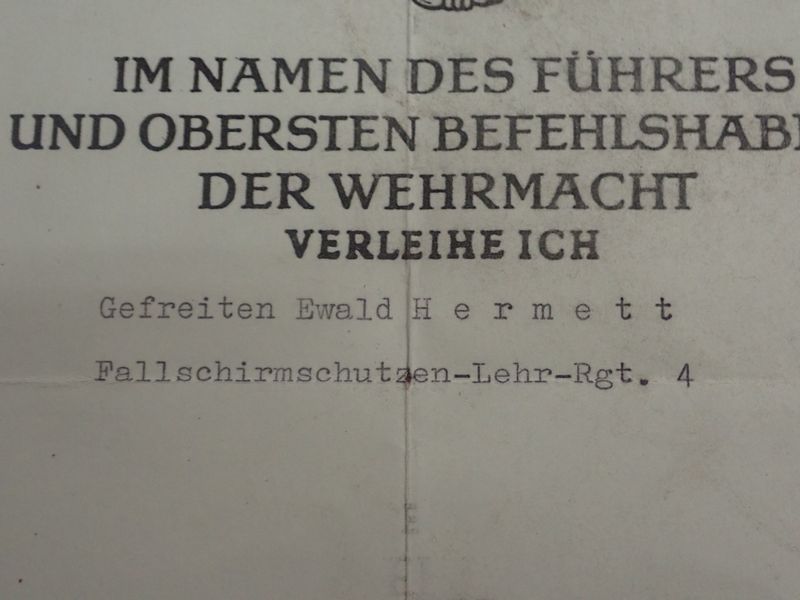 IM NAMEN DES FÜHRERS
UND OBERSTEN BEFEHLSHAB
DER WEHRMACHT
VERLEIHE ICH
Gefreiten Ewald H e r m e t t
Fallschirmschutzen-Lehr-Rgt. 4